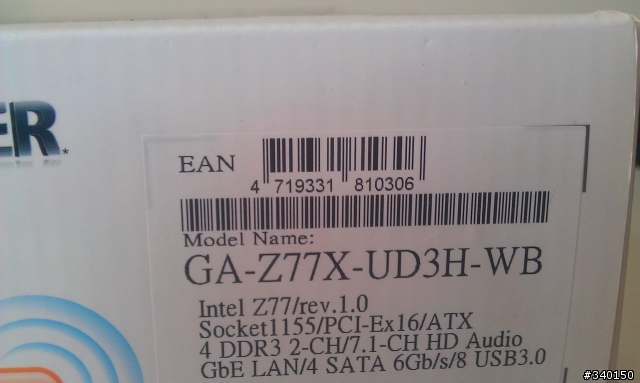 ER
EAN
4 719331 810306
Model Name:
GA-Z77X-UD3H-WB
Intel Z77/rev.1.0
Socket1155/PCI-Ex16/ATX
4 DDR3 2-CH/7.1-CH HD Audio
GbE LAN/4 SATA 6Gb/s/8 USB3.0
#340150